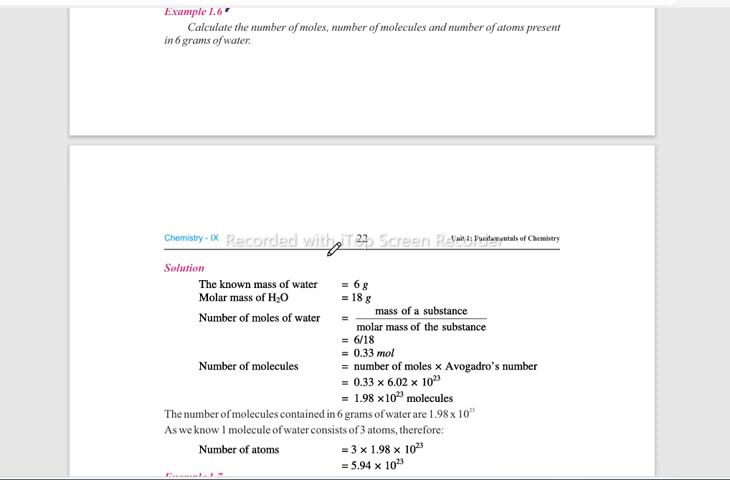 Example 1.6
Calculate the number of moles, number of molecules and number of atoms present
in 6 grams of water.
Chemistry - IX 22 Unit 1: Fundamentals of Chemistry
Recorded with iTop Screen Recorder
Solution
The known mass of water = 6 g
Molar mass of H₂O = 18 g
Number of moles of water = mass of a substance / molar mass of the substance
= 6/18
= 0.33 mol
Number of molecules = number of moles × Avogadro's number
= 0.33 × 6.02 × 10²³
= 1.98 ×10²³ molecules
The number of molecules contained in 6 grams of water are 1.98 x 10²³
As we know 1 molecule of water consists of 3 atoms, therefore:
Number of atoms = 3 × 1.98 × 10²³
= 5.94 × 10²³
Example 1.7